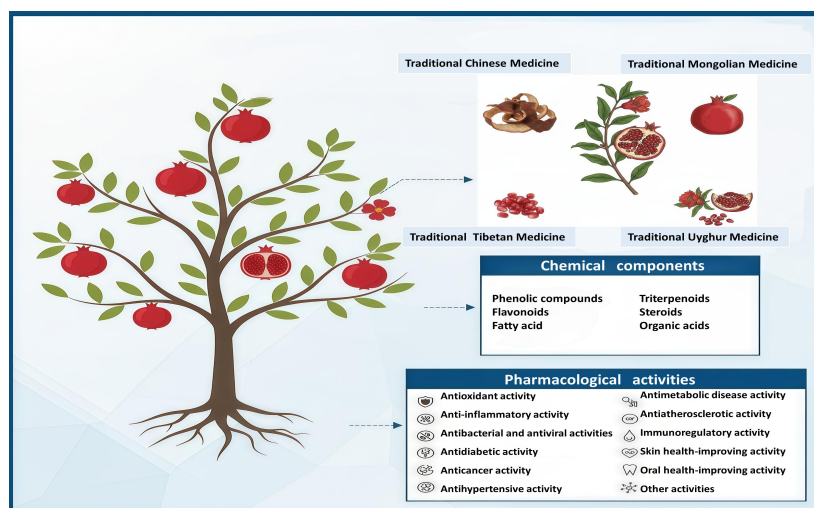 Traditional Chinese Medicine
Traditional Mongolian Medicine
Traditional Tibetan Medicine
Traditional Uyghur Medicine
Chemical components
Phenolic compounds
Flavonoids
Fatty acid
Triterpenoids
Steroids
Organic acids
Pharmacological activities
Antioxidant activity
Anti-inflammatory activity
Antibacterial and antiviral activities
Antidiabetic activity
Anticancer activity
Antihypertensive activity
Antimetabolic disease activity
Antiatherosclerotic activity
Immunoregulatory activity
Skin health-improving activity
Oral health-improving activity
Other activities